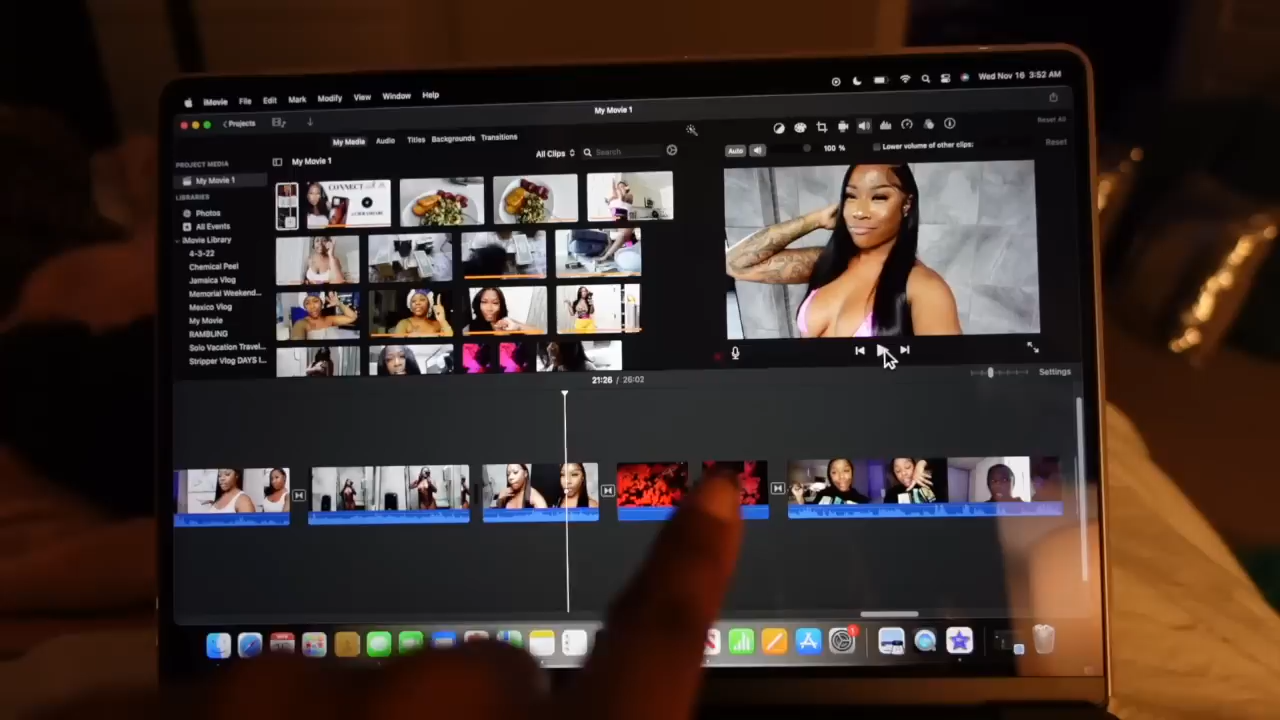 iMovie File Edit Mark Modify View Window Help Wed Nov 16 3:52 AM
Projects My Movie 1 Reset All
My Media Audio Titles Backgrounds Transitions
PROJECT MEDIA My Movie 1 All Clips Search Auto 100 % Lower volume of other clips: Reset
My Movie 1
LIBRARIES
Photos
All Events
iMovie Library
4-3-22
Chemical Peel
Jamaica Vlog
Memorial Weekend...
Mexico Vlog
My Movie
RAMBLING
Solo Vacation Travel...
Stripper Vlog DAYS I...
CONNECT
21:26 / 26:02 Settings
1